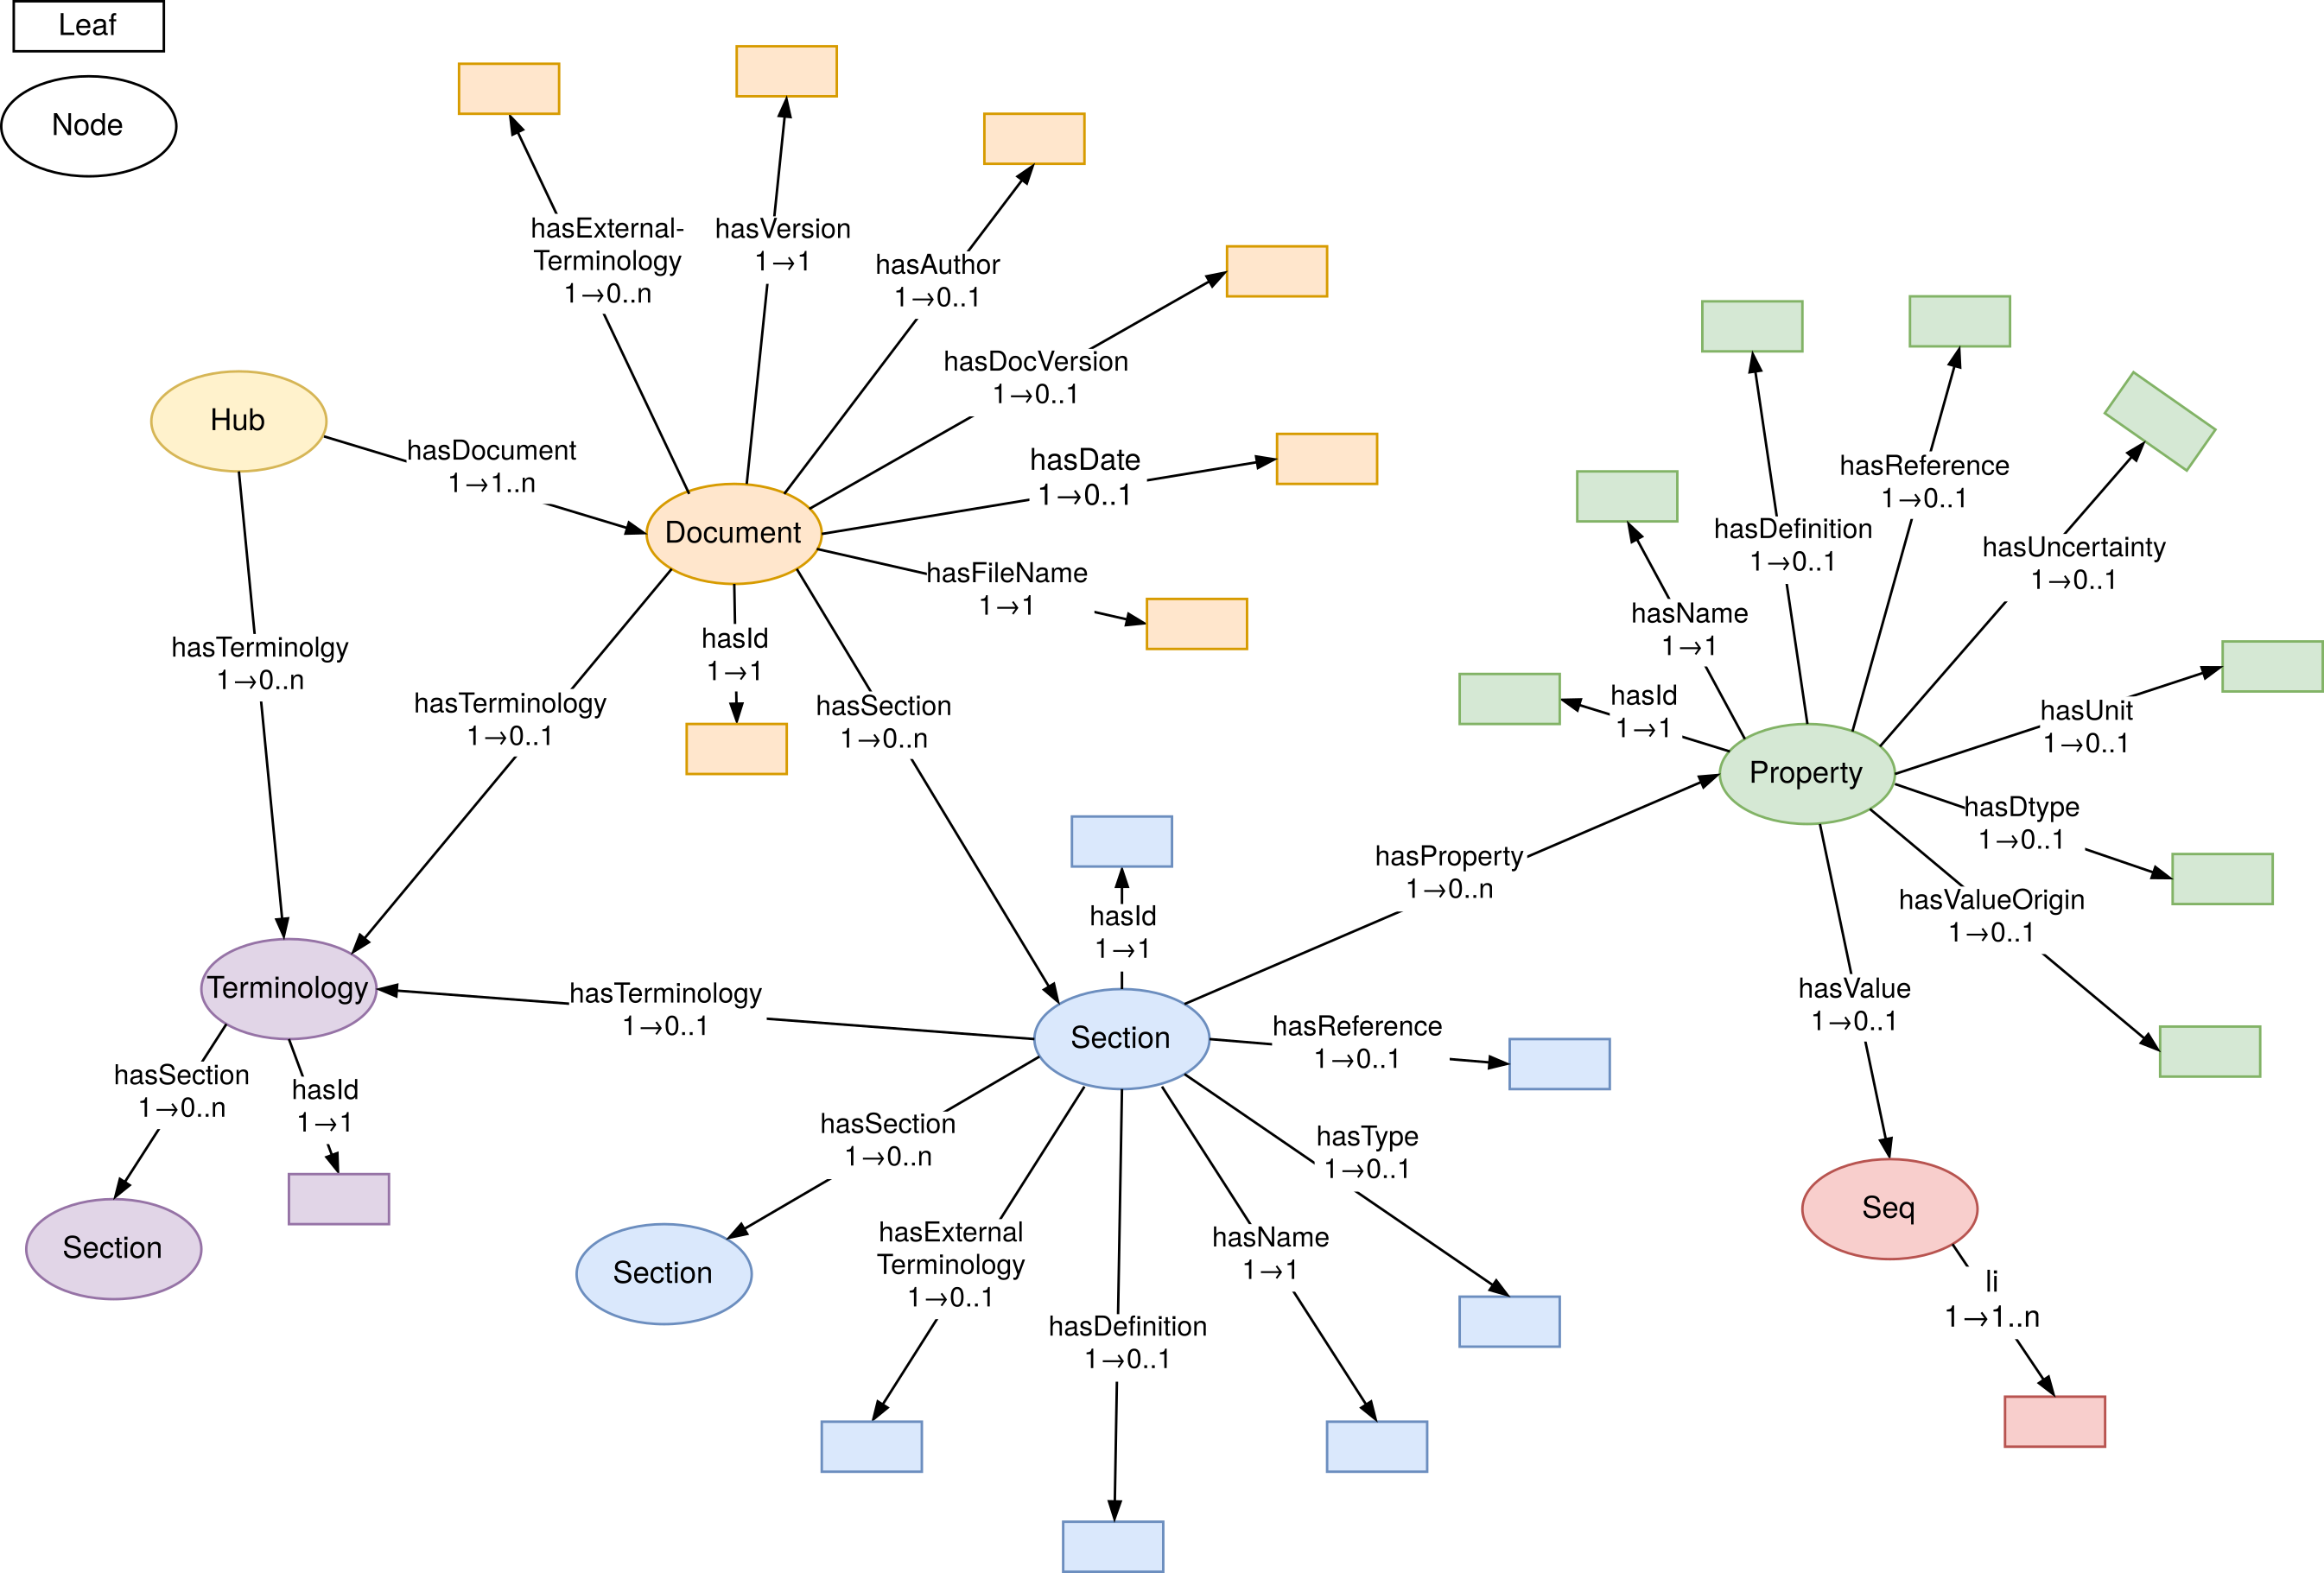 Leaf
Node
hasExternal-
Terminology
1→0..n
hasVersion
1→1
hasAuthor
1→0..1
hasDocVersion
1→0..1
Hub
hasDocument
1→1..n
hasDate
1→0..1
Document
hasFileName
1→1
hasId
1→1
hasTerminolgy
1→0..n
hasTerminology
1→0..1
hasSection
1→0..n
hasReference
1→0..1
hasDefinition
1→0..1
hasUncertainty
1→0..1
hasName
1→1
hasId
1→1
hasUnit
1→0..1
Property
hasDtype
1→0..1
hasProperty
1→0..n
hasValueOrigin
1→0..1
hasId
1→1
hasValue
1→0..1
Terminology
hasTerminology
1→0..1
Section
hasReference
1→0..1
hasSection
1→0..n
hasId
1→1
hasSection
1→0..n
hasType
1→0..1
Section
Section
hasExternal
Terminology
1→0..1
hasName
1→1
Seq
hasDefinition
1→0..1
li
1→1..n